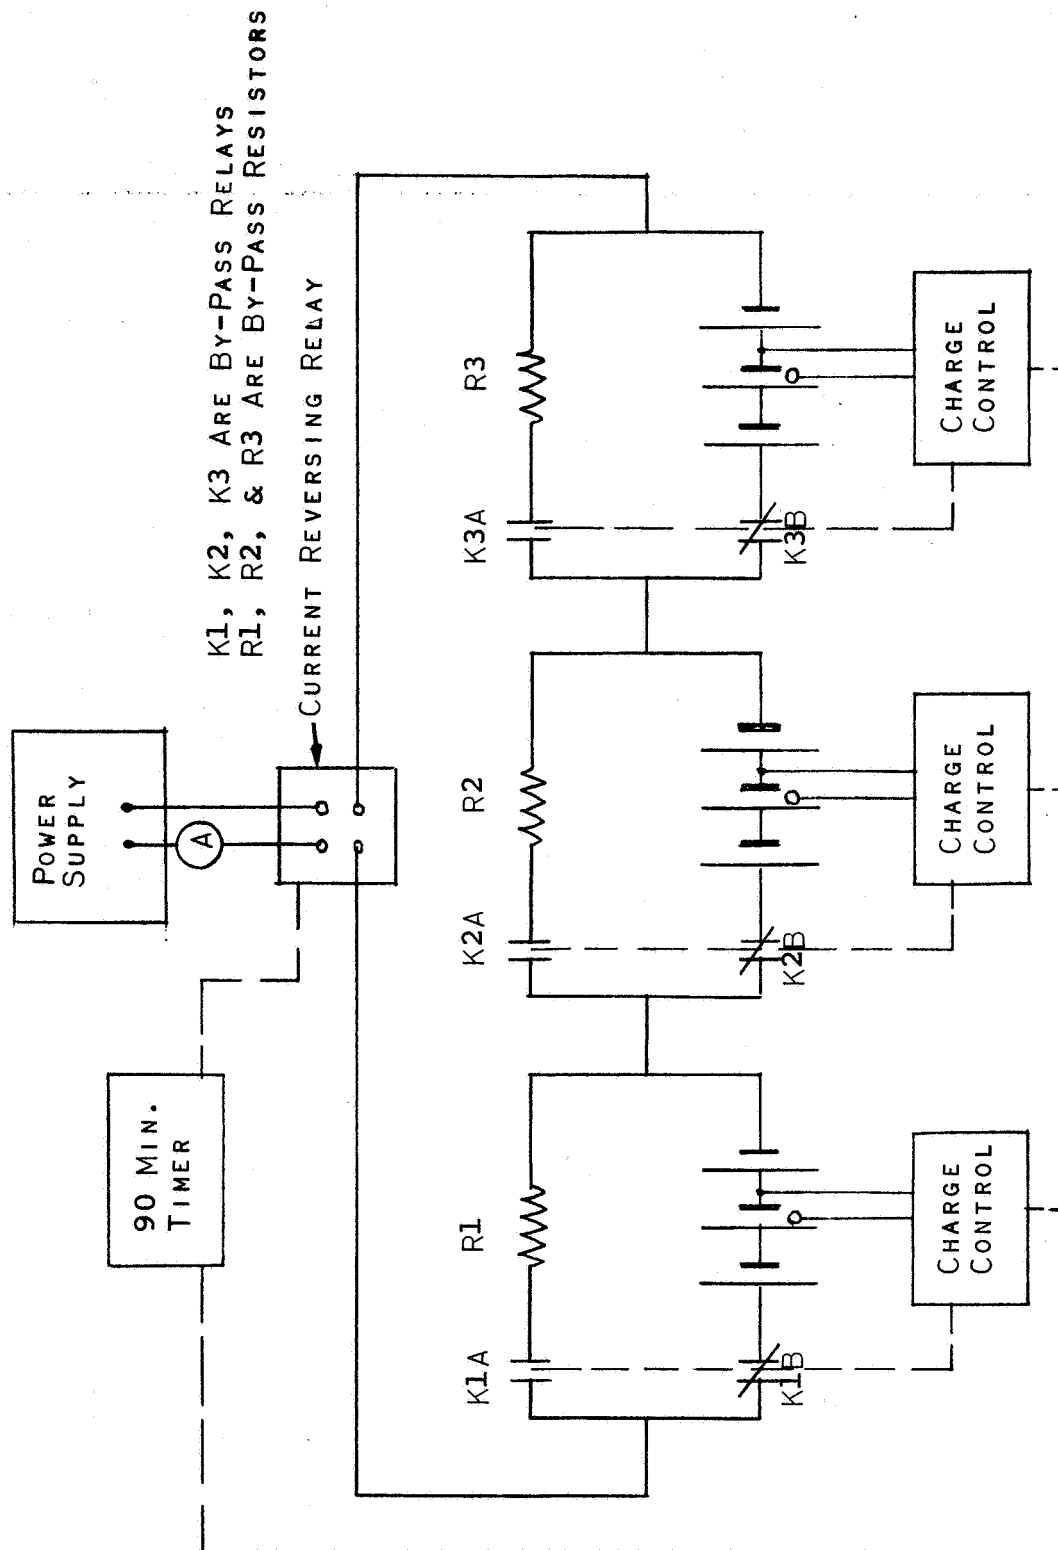 K1, K2, K3 ARE BY-PASS RELAYS
R1, R2, & R3 ARE BY-PASS RESISTORS
CURRENT REVERSING RELAY
POWER
SUPPLY
A
90 MIN.
TIMER
K1A
R1
K2A
R2
K3A
R3
K1B
K2B
K3B
CHARGE
CONTROL
CHARGE
CONTROL
CHARGE
CONTROL